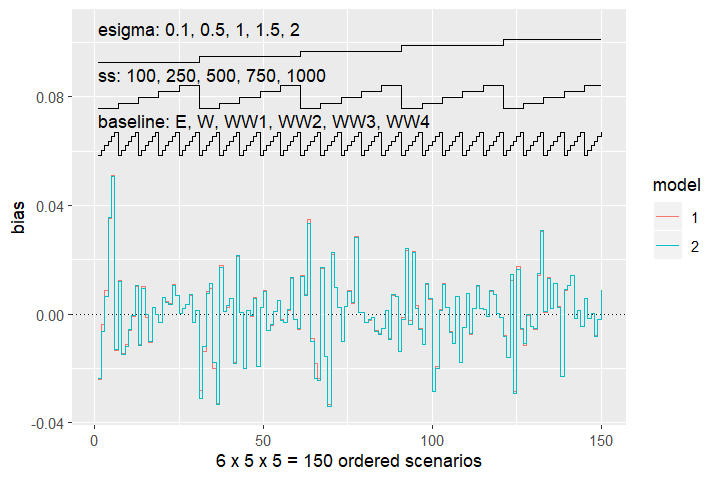 esigma: 0.1, 0.5, 1, 1.5, 2
ss: 100, 250, 500, 750, 1000
baseline: E, W, WW1, WW2, WW3, WW4
0.08
0.04
0.00
-0.04
bias
0
50
100
150
6 x 5 x 5 = 150 ordered scenarios
model
1
2